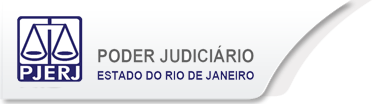 PJERJ
PODER JUDICIÁRIO
ESTADO DO RIO DE JANEIRO